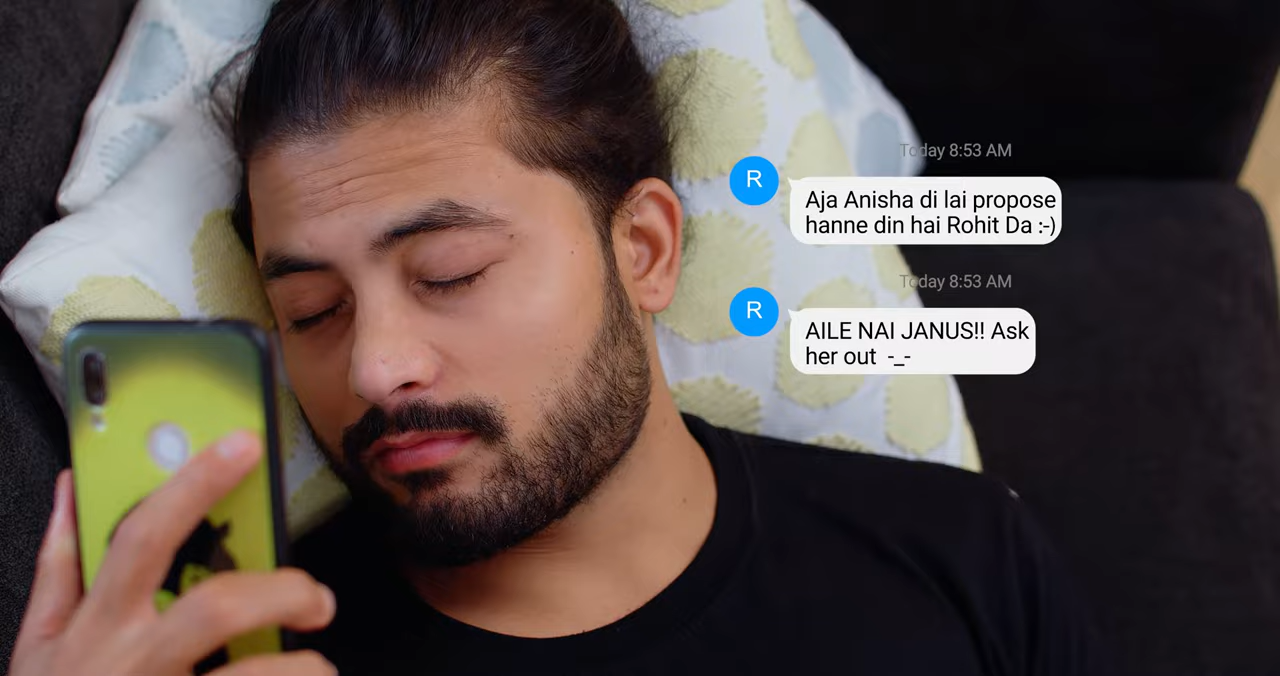 Today 8:53 AM
R
Aja Anisha di lai propose
hanne din hai Rohit Da :-)
Today 8:53 AM
R
AILE NAI JANUS!! Ask
her out -_-